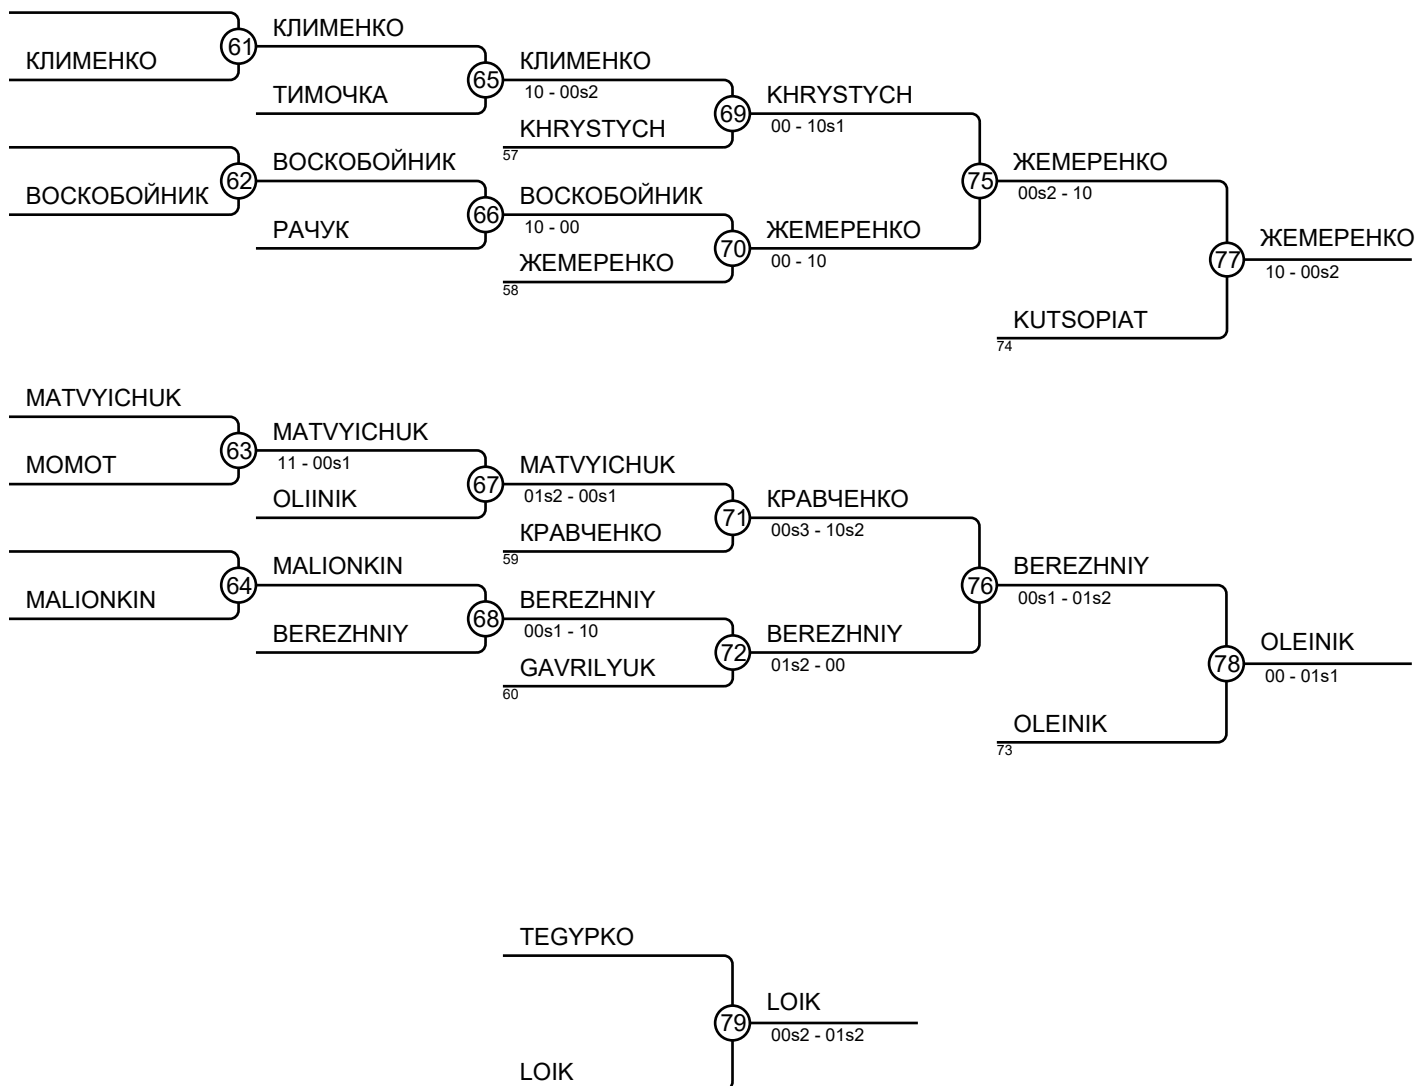 КЛИМЕНКО
61
КЛИМЕНКО
КЛИМЕНКО
65
10 - 00s2
ТИМОЧКА
KHRYSTYCH
57
69
KHRYSTYCH
00 - 10s1
ВОСКОБОЙНИК
62
ВОСКОБОЙНИК
ВОСКОБОЙНИК
66
10 - 00
РАЧУК
ЖЕМЕРЕНКО
58
70
ЖЕМЕРЕНКО
00 - 10
75
ЖЕМЕРЕНКО
00s2 - 10
KUTSOPIAT
74
77
ЖЕМЕРЕНКО
10 - 00s2
MATVYICHUK
МОМОТ
63
MATVYICHUK
11 - 00s1
OLIINIK
67
MATVYICHUK
01s2 - 00s1
КРАВЧЕНКО
59
71
КРАВЧЕНКО
00s3 - 10s2
MALIONKIN
64
MALIONKIN
BEREZHNIY
68
BEREZHNIY
00s1 - 10
GAVRILYUK
60
72
BEREZHNIY
01s2 - 00
76
BEREZHNIY
00s1 - 01s2
OLEINIK
73
78
OLEINIK
00 - 01s1
TEGYPKO
LOIK
79
LOIK
00s2 - 01s2